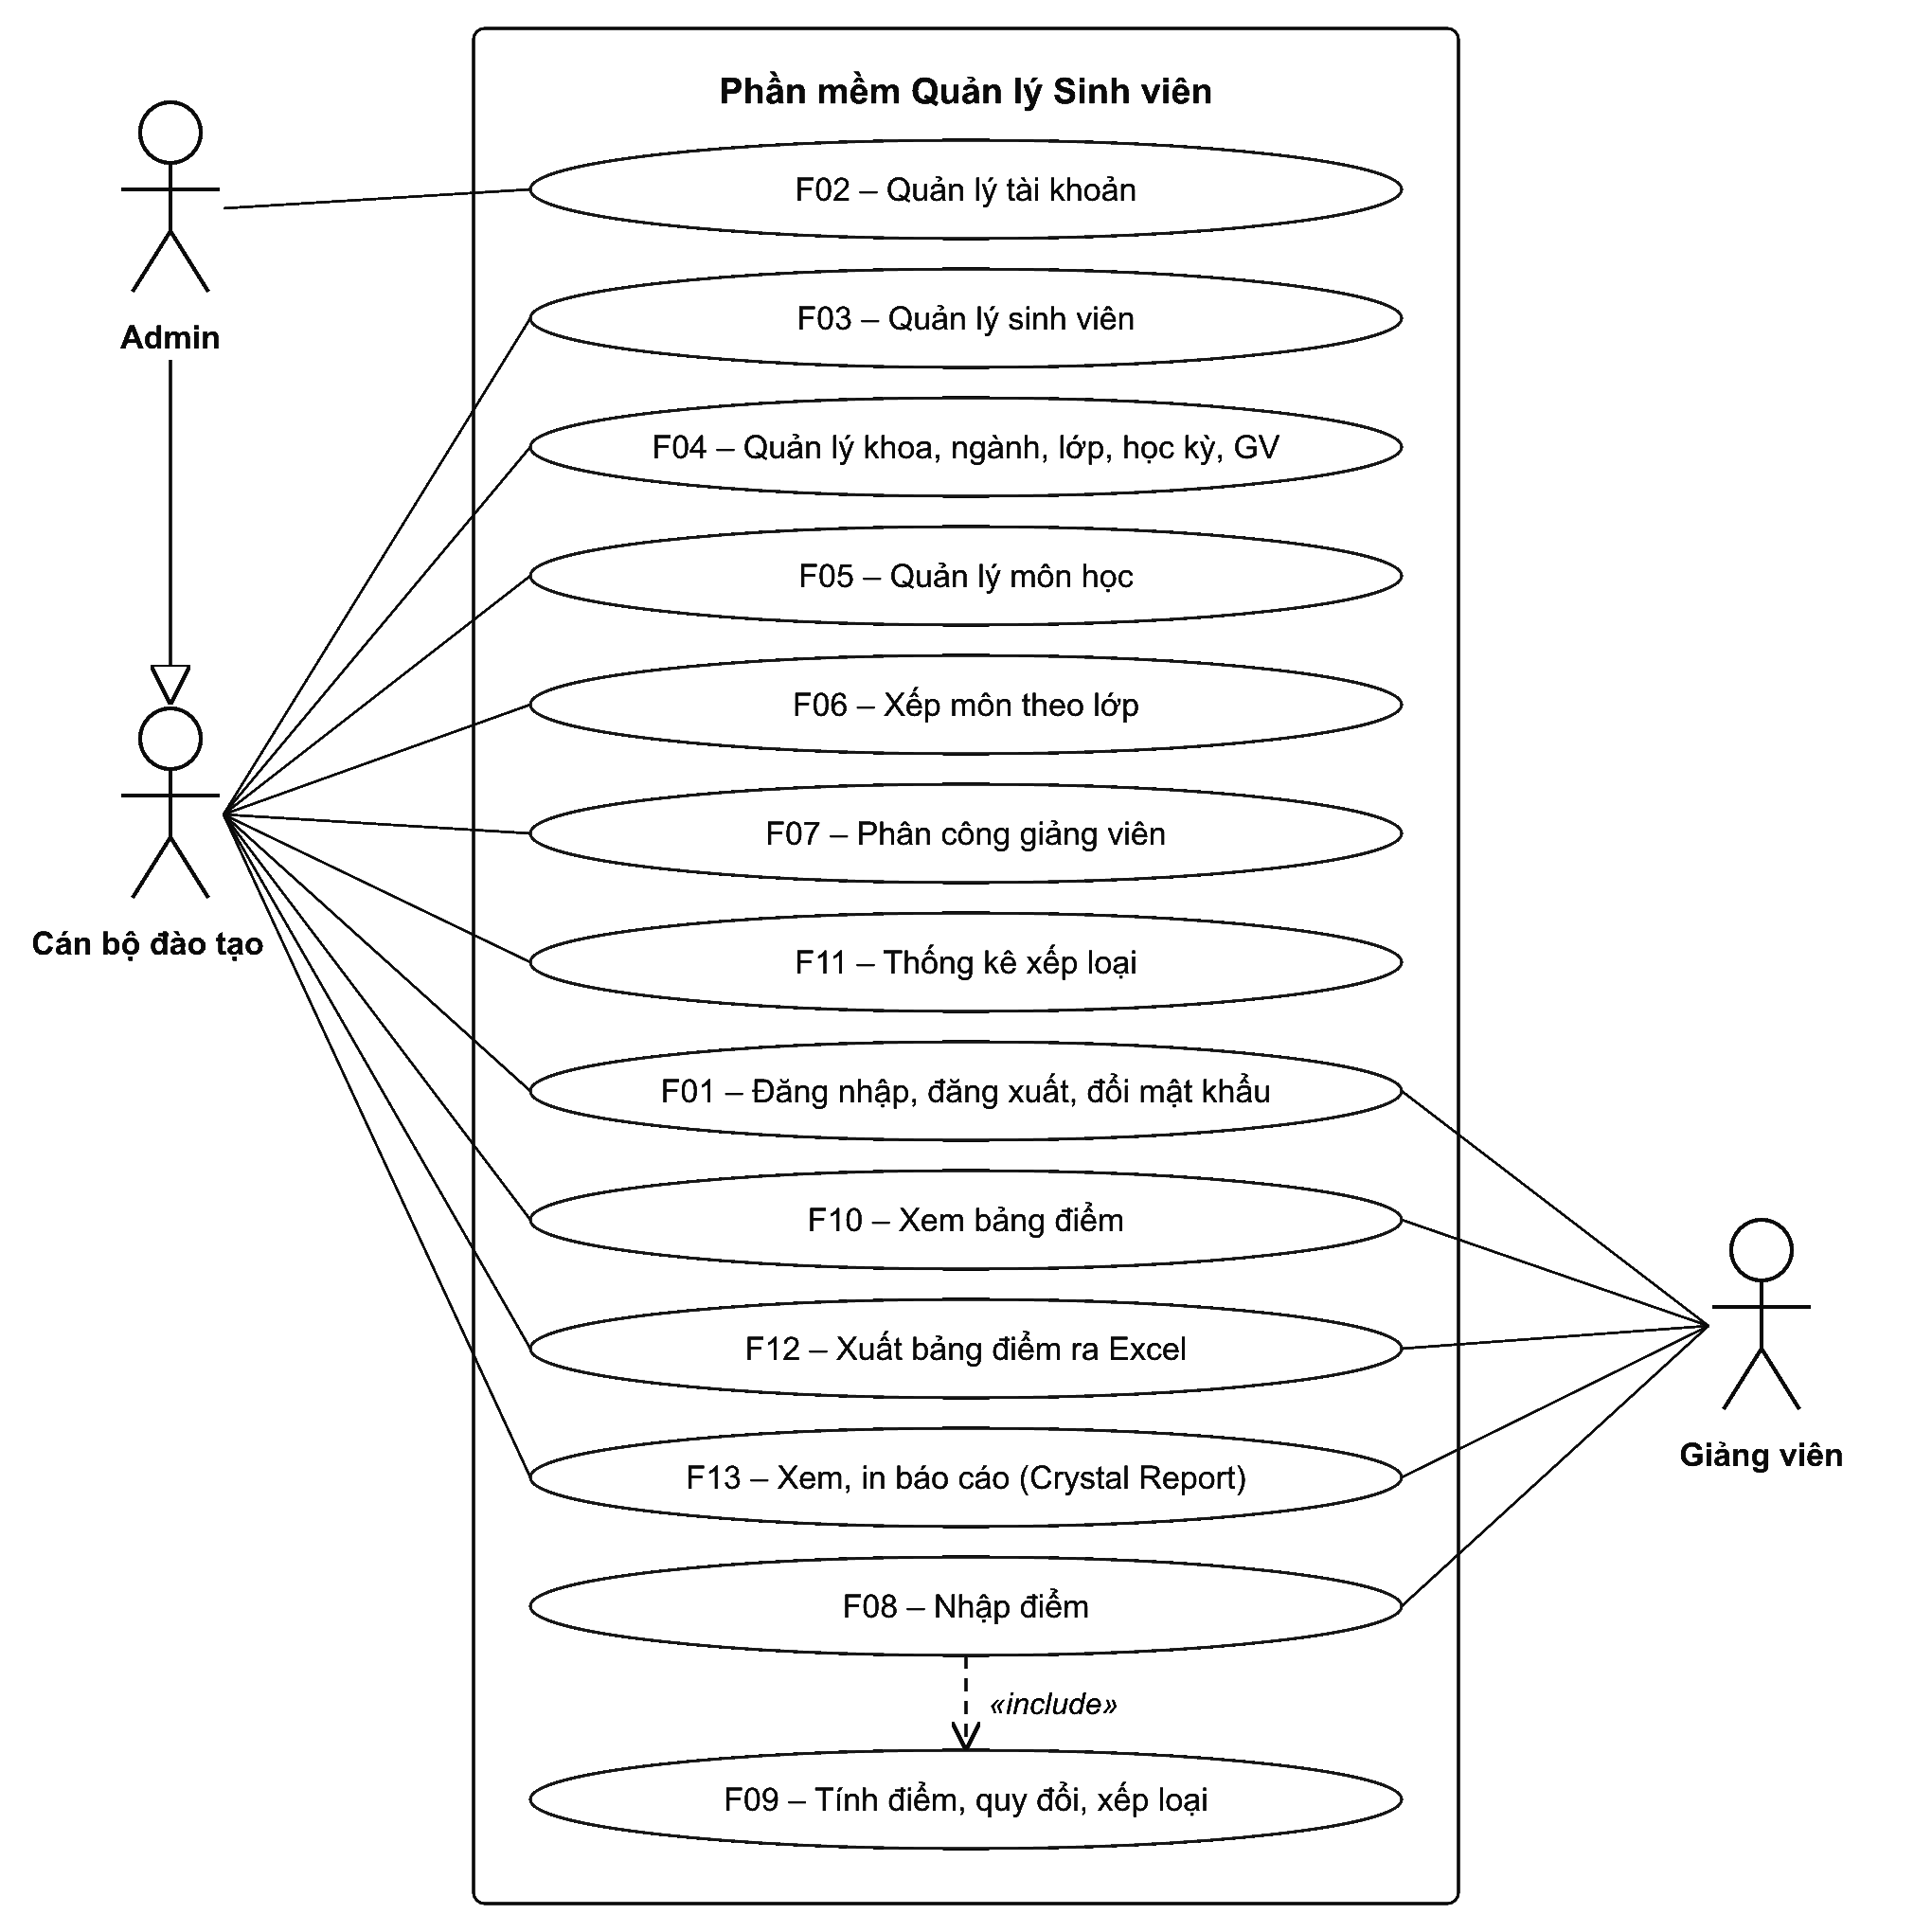 Phần mềm Quản lý Sinh viên
F02 – Quản lý tài khoản
F03 – Quản lý sinh viên
Admin
F04 – Quản lý khoa, ngành, lớp, học kỳ, GV
F05 – Quản lý môn học
F06 – Xếp môn theo lớp
F07 – Phân công giảng viên
Cán bộ đào tạo
F11 – Thống kê xếp loại
F01 – Đăng nhập, đăng xuất, đổi mật khẩu
F10 – Xem bảng điểm
F12 – Xuất bảng điểm ra Excel
Giảng viên
F13 – Xem, in báo cáo (Crystal Report)
F08 – Nhập điểm
«include»
F09 – Tính điểm, quy đổi, xếp loại